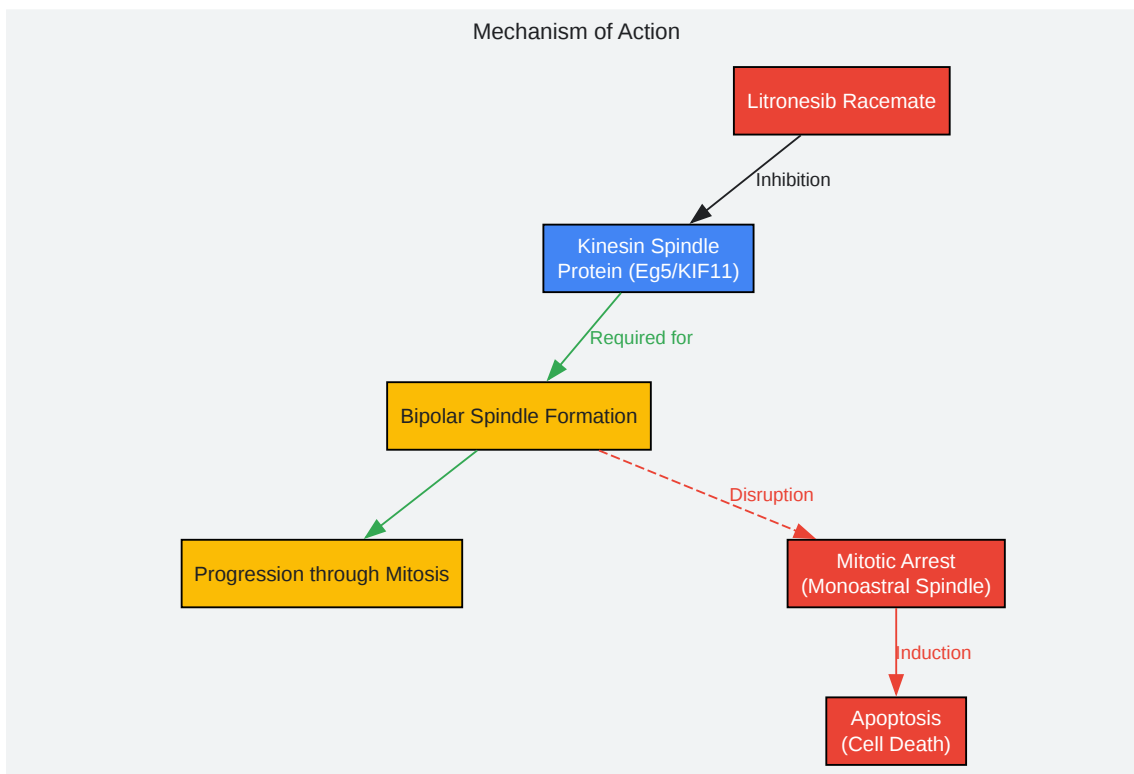 Mechanism of Action
Litronesib Racemate
Inhibition
Kinesin Spindle
Protein (Eg5/KIF11)
Required for
Bipolar Spindle Formation
Disruption
Progression through Mitosis
Mitotic Arrest
(Monoastral Spindle)
Induction
Apoptosis
(Cell Death)